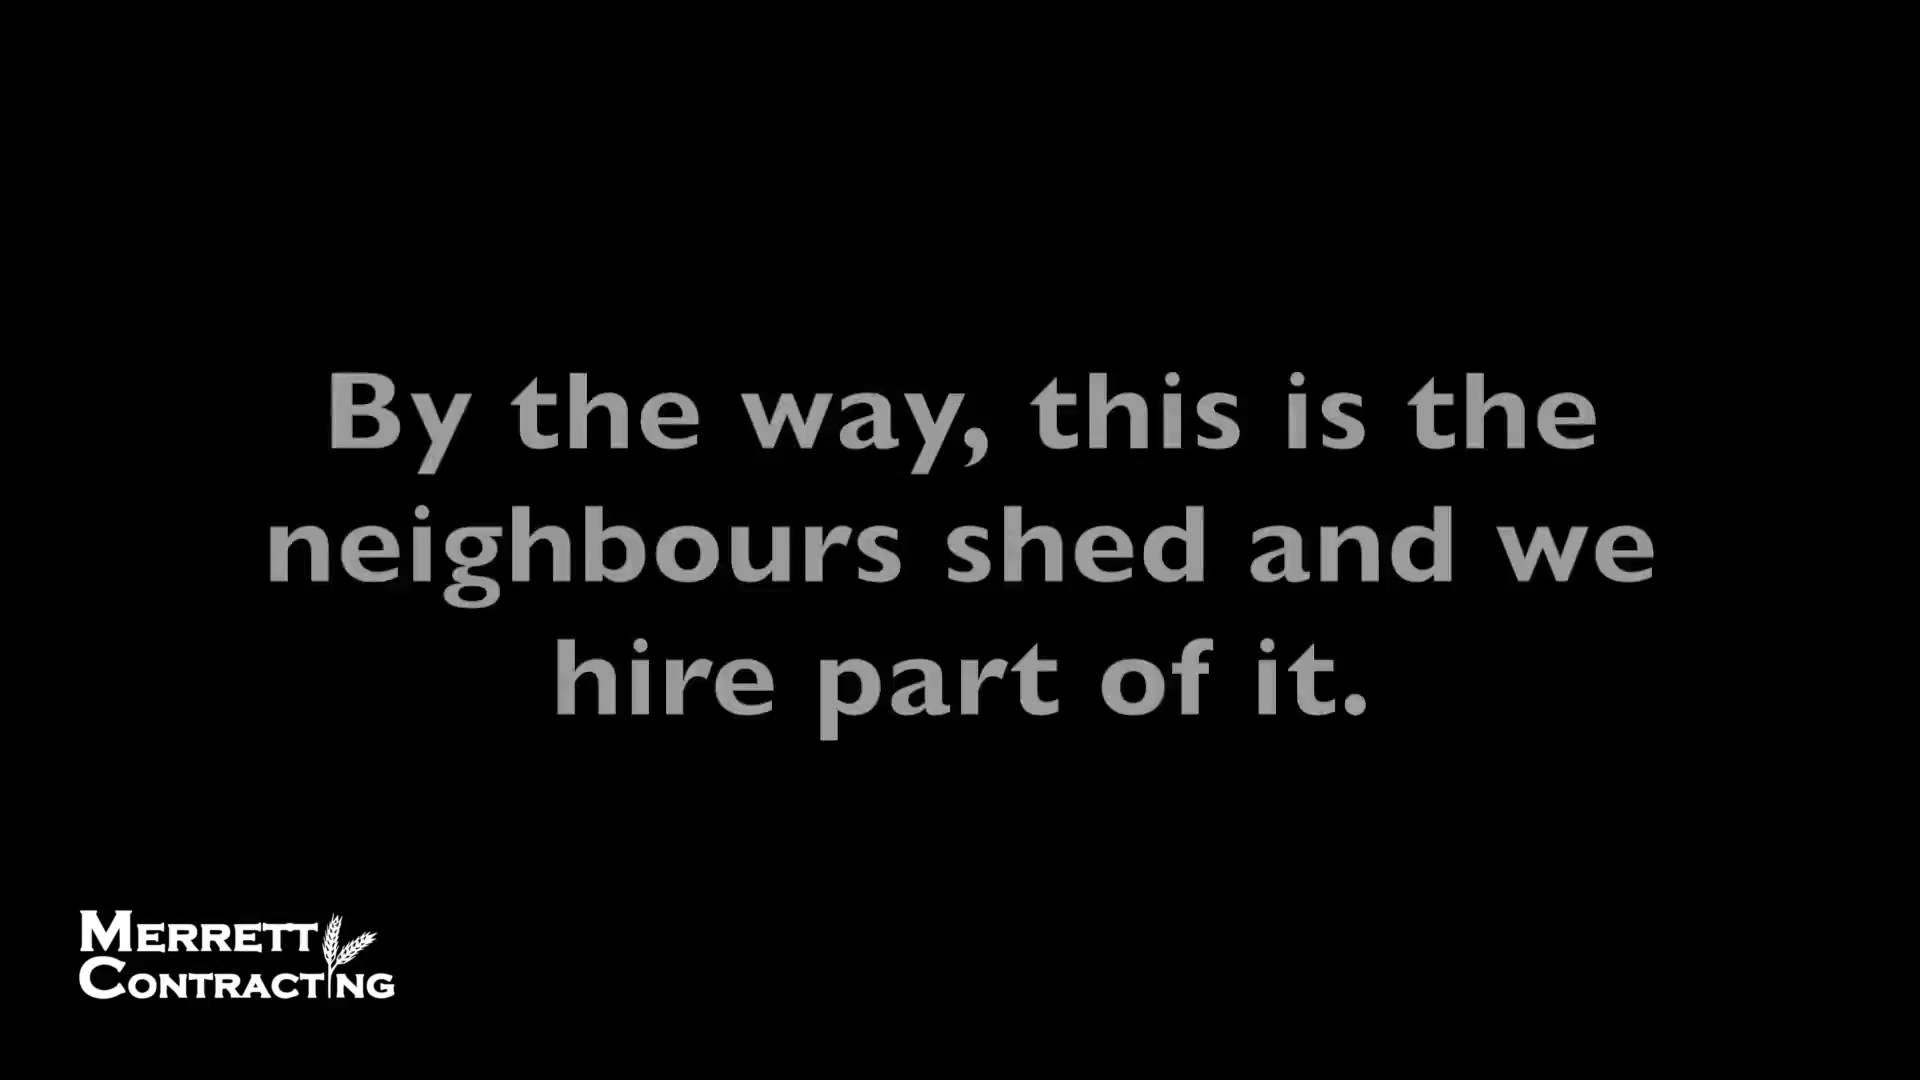 By the way, this is the
neighbours shed and we
hire part of it.
MERRETT
CONTRACTING